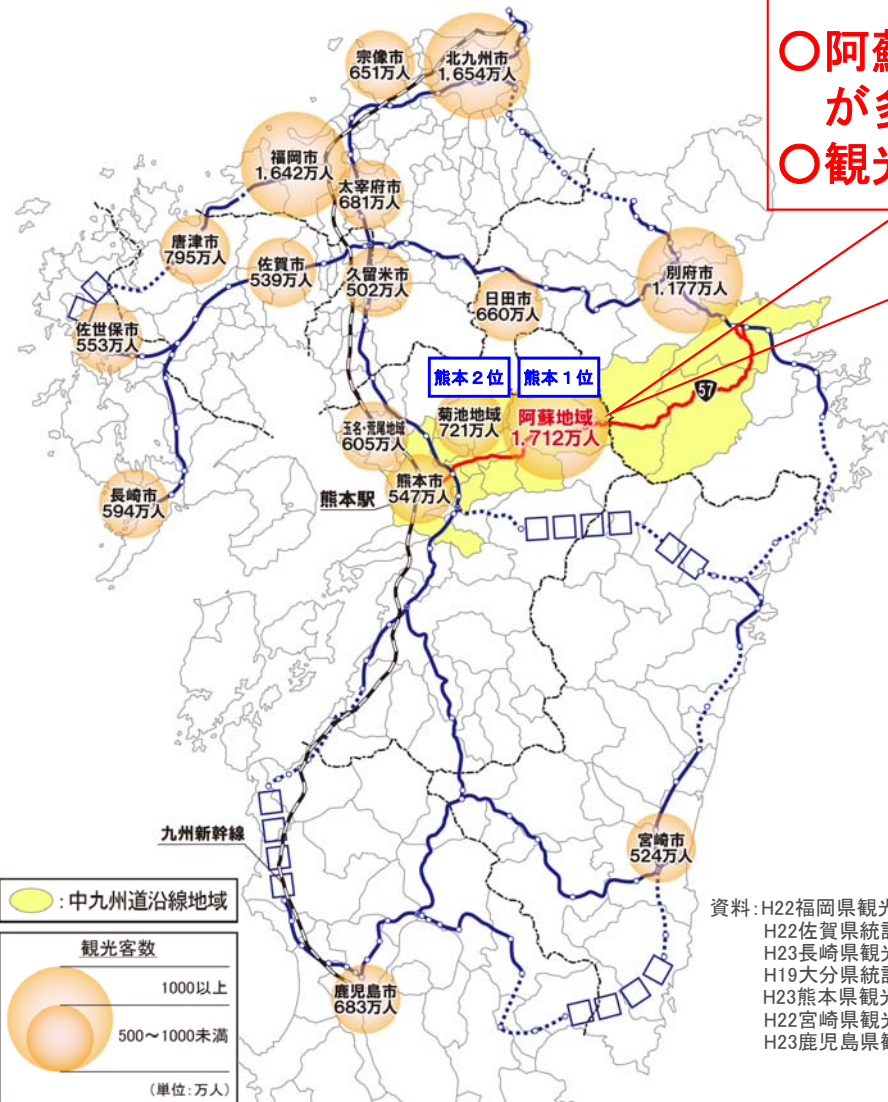 〇阿蘇
が多
〇観光
宗像市
651万人
北九州市
1,654万人
福岡市
1,642万人
太宰府市
681万人
唐津市
795万人
佐賀市
539万人
久留米市
502万人
日田市
660万人
別府市
1,177万人
佐世保市
553万人
熊本2位
熊本1位
57
菊池地域
721万人
阿蘇地域
1,712万人
玉名・荒尾地域
605万人
熊本市
547万人
熊本駅
長崎市
594万人
九州新幹線
宮崎市
524万人
鹿児島市
683万人
:中九州道沿線地域
観光客数
1000以上
500~1000未満
(単位:万人)
資料:H22福岡県観光
H22佐賀県統計
H23長崎県観光
H19大分県統計
H23熊本県観光
H22宮崎県観光
H23鹿児島県観